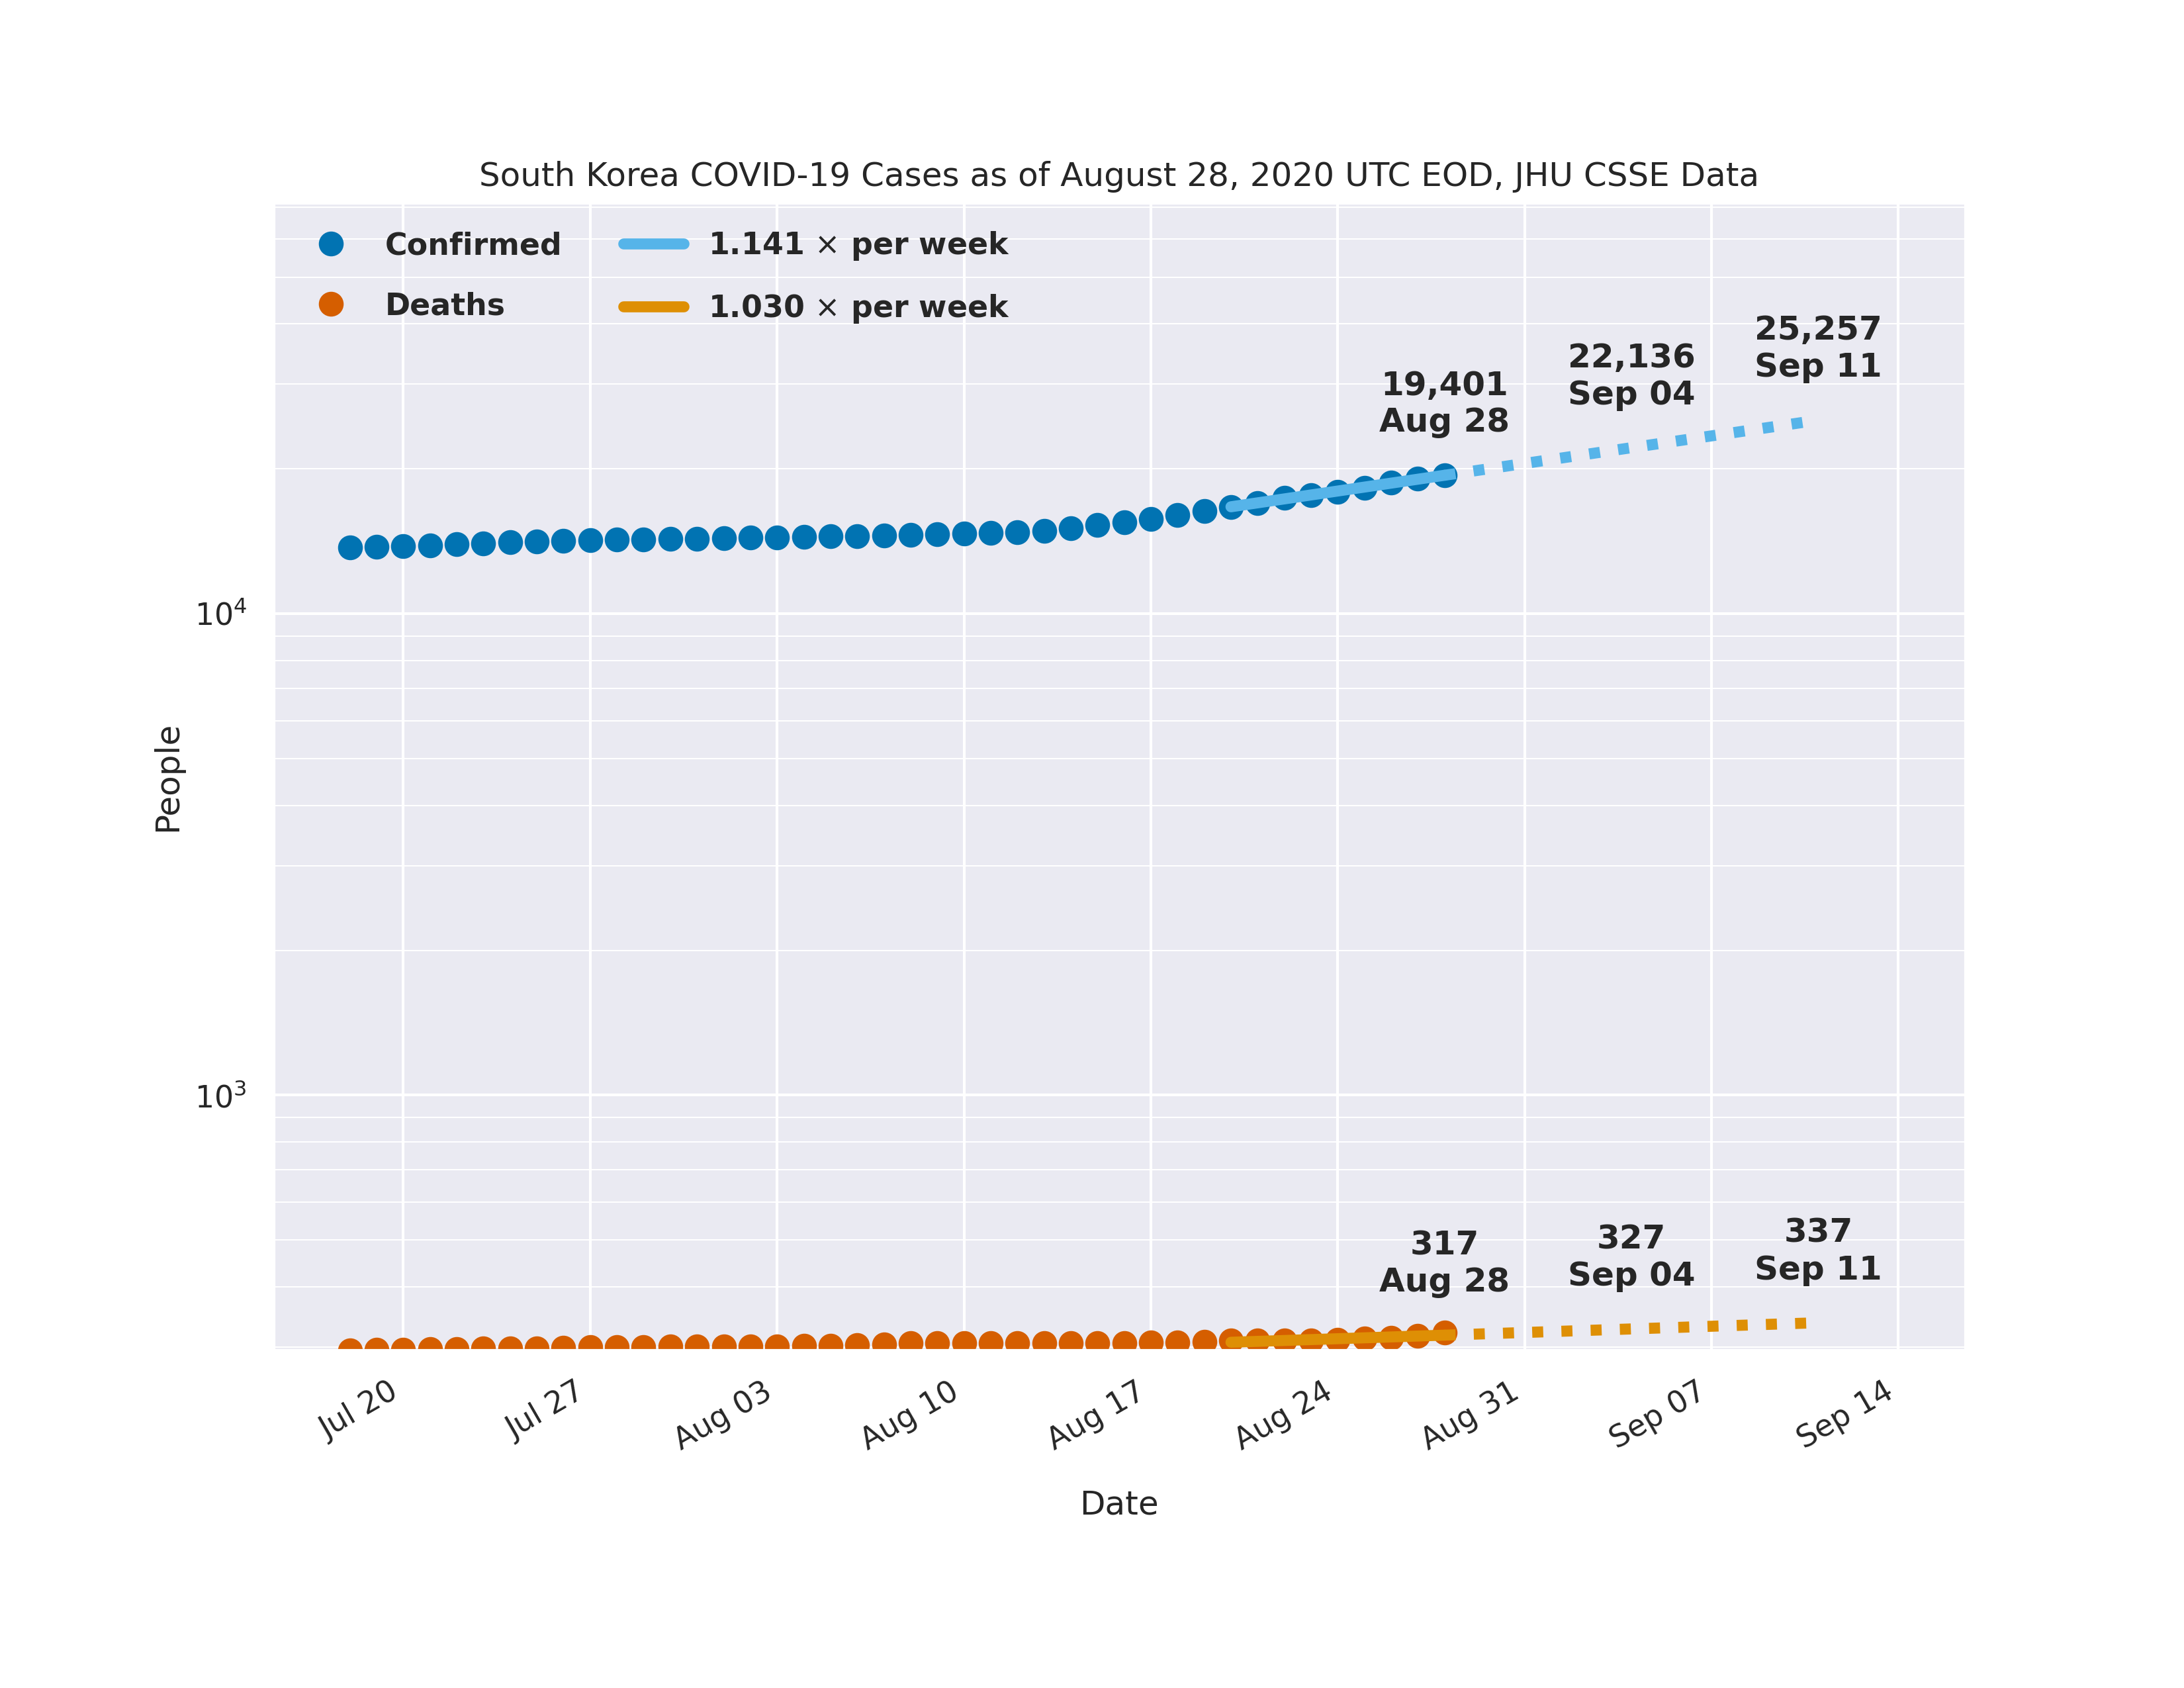 South Korea COVID-19 Cases as of August 28, 2020 UTC EOD, JHU CSSE Data
Confirmed
Deaths
1.141 × per week
1.030 × per week
19,401
Aug 28
22,136
Sep 04
25,257
Sep 11
10⁴
10³
People
317
Aug 28
327
Sep 04
337
Sep 11
Jul 20
Jul 27
Aug 03
Aug 10
Aug 17
Aug 24
Aug 31
Sep 07
Sep 14
Date